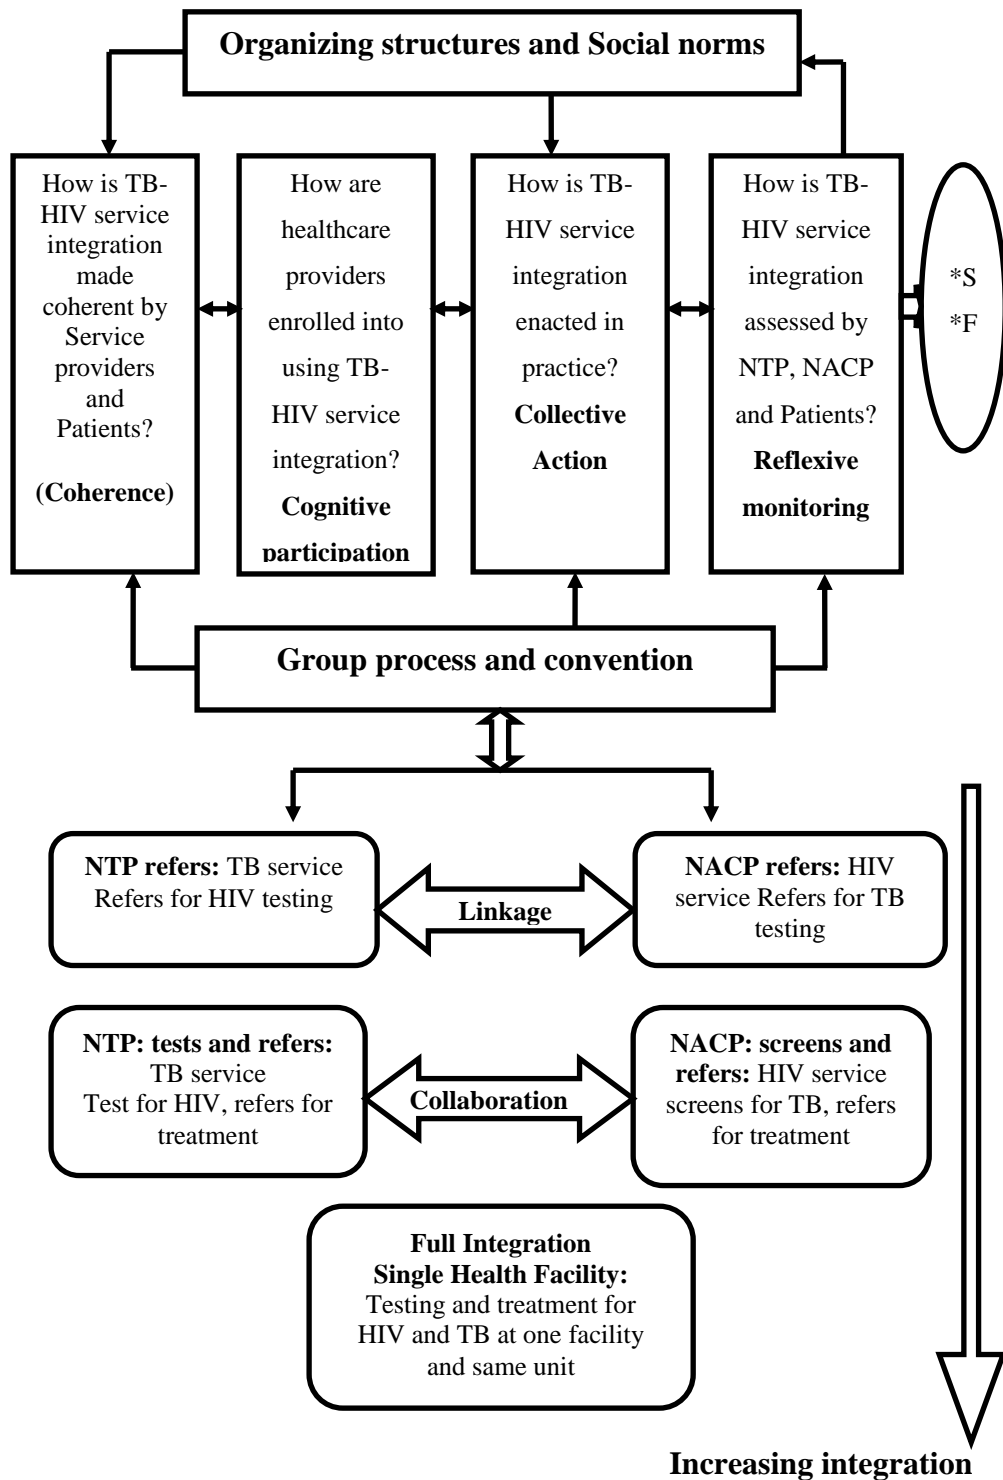 Organizing structures and Social norms
How is TB-
HIV service
integration
made
coherent by
Service
providers
and
Patients?
(Coherence)
How are
healthcare
providers
enrolled into
using TB-
HIV service
integration?
Cognitive
participation
How is TB-
HIV service
integration
enacted in
practice?
Collective
Action
How is TB-
HIV service
integration
assessed by
NTP, NACP
and Patients?
Reflexive
monitoring
*S
*F
Group process and convention
NTP refers: TB service
Refers for HIV testing
Linkage
NACP refers: HIV
service Refers for TB
testing
NTP: tests and refers:
TB service
Test for HIV, refers for
treatment
Collaboration
NACP: screens and
refers: HIV service
screens for TB, refers
for treatment
Full Integration
Single Health Facility:
Testing and treatment for
HIV and TB at one facility
and same unit
Increasing integration